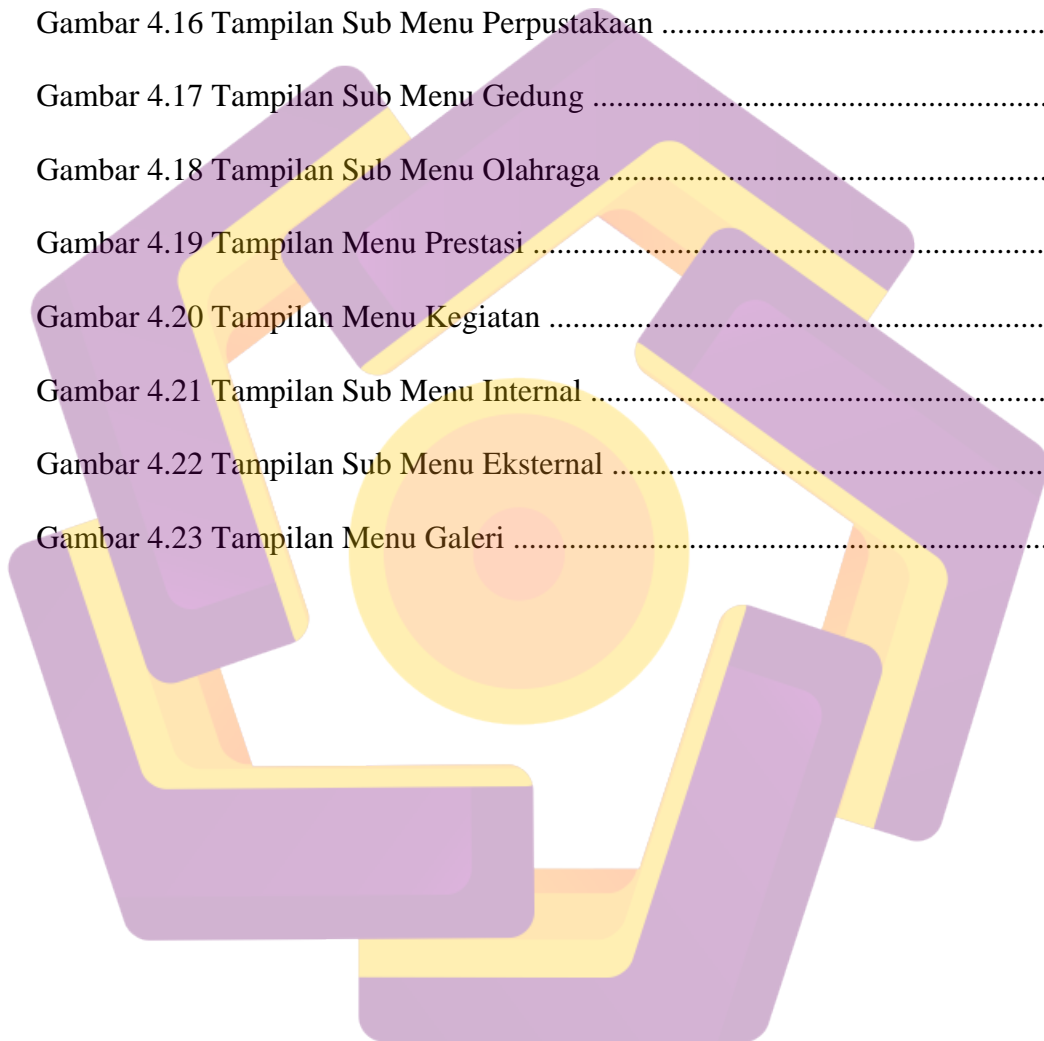 Gambar 4.16 Tampilan Sub Menu Perpustakaan ....................................................
Gambar 4.17 Tampilan Sub Menu Gedung .............................................................
Gambar 4.18 Tampilan Sub Menu Olahraga ...........................................................
Gambar 4.19 Tampilan Menu Prestasi .....................................................................
Gambar 4.20 Tampilan Menu Kegiatan ...................................................................
Gambar 4.21 Tampilan Sub Menu Internal .............................................................
Gambar 4.22 Tampilan Sub Menu Eksternal ..........................................................
Gambar 4.23 Tampilan Menu Galeri .......................................................................